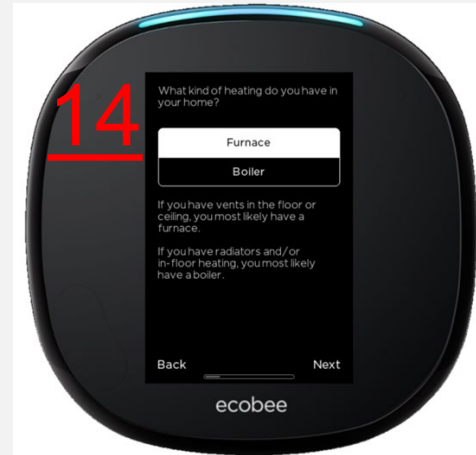 14
What kind of heating do you have in
your home?
Furnace
Boiler
If you have vents in the floor or
ceiling, you most likely have a
furnace.
If you have radiators and/or
in-floor heating, you most likely
have a boiler.
Back
Next
ecobee